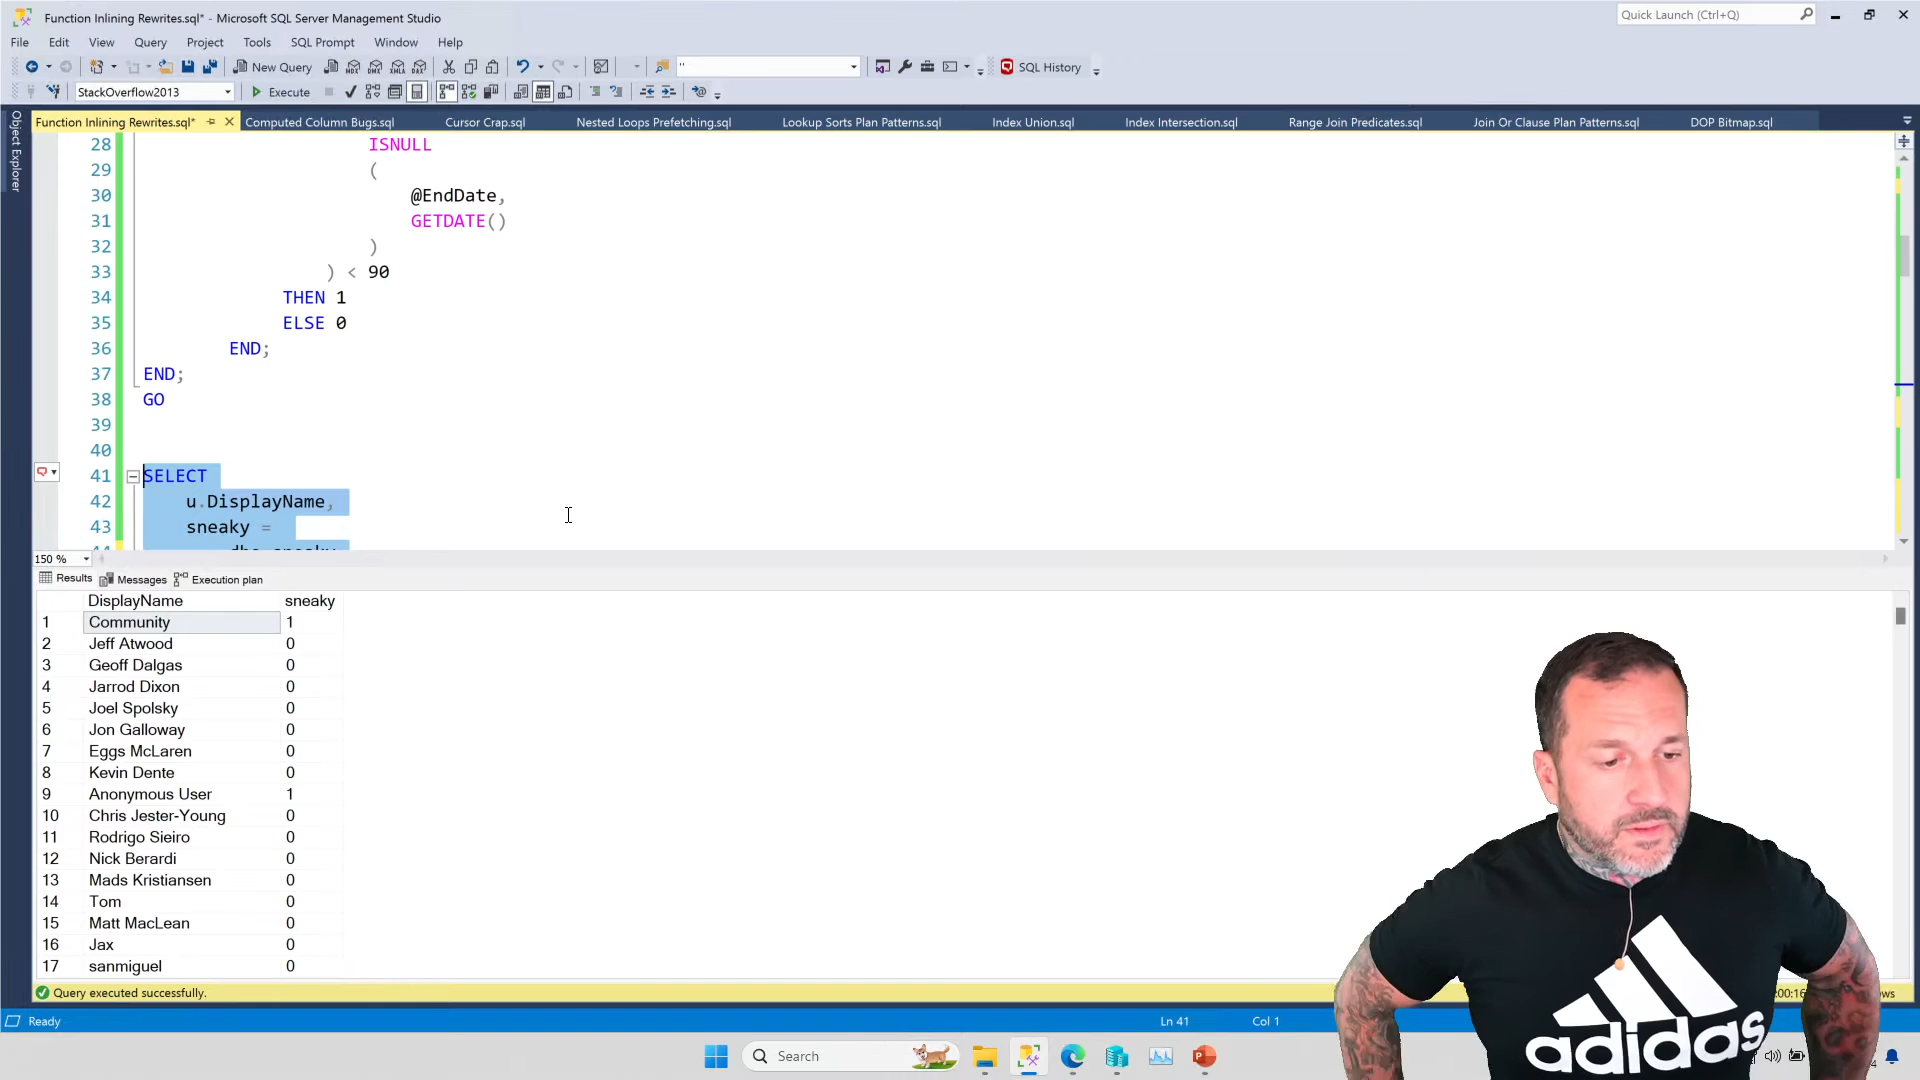 Function Inlining Rewrites.sql* - Microsoft SQL Server Management Studio
Quick Launch (Ctrl+Q)
File Edit View Query Project Tools SQL Prompt Window Help
New Query
MDX DMX XMLA DAX
''
SQL History
StackOverflow2013
Execute
Function Inlining Rewrites.sql* Computed Column Bugs.sql Cursor Crap.sql Nested Loops Prefetching.sql Lookup Sorts Plan Patterns.sql Index Union.sql Index Intersection.sql Range Join Predicates.sql Join Or Clause Plan Patterns.sql DOP Bitmap.sql
Object Explorer
28 ISNULL
29 (
30 @EndDate,
31 GETDATE()
32 )
33 ) < 90
34 THEN 1
35 ELSE 0
36 END;
37 END;
38 GO
39
40
41 SELECT
42 u.DisplayName,
43 sneaky =
44 dbo.sneaky
150 %
Results Messages Execution plan
DisplayName sneaky
1 Community 1
2 Jeff Atwood 0
3 Geoff Dalgas 0
4 Jarrod Dixon 0
5 Joel Spolsky 0
6 Jon Galloway 0
7 Eggs McLaren 0
8 Kevin Dente 0
9 Anonymous User 1
10 Chris Jester-Young 0
11 Rodrigo Sieiro 0
12 Nick Berardi 0
13 Mads Kristiansen 0
14 Tom 0
15 Matt MacLean 0
16 Jax 0
17 sanmiguel 0
Query executed successfully.
Ready
Ln 41 Col 1
Search
adidas